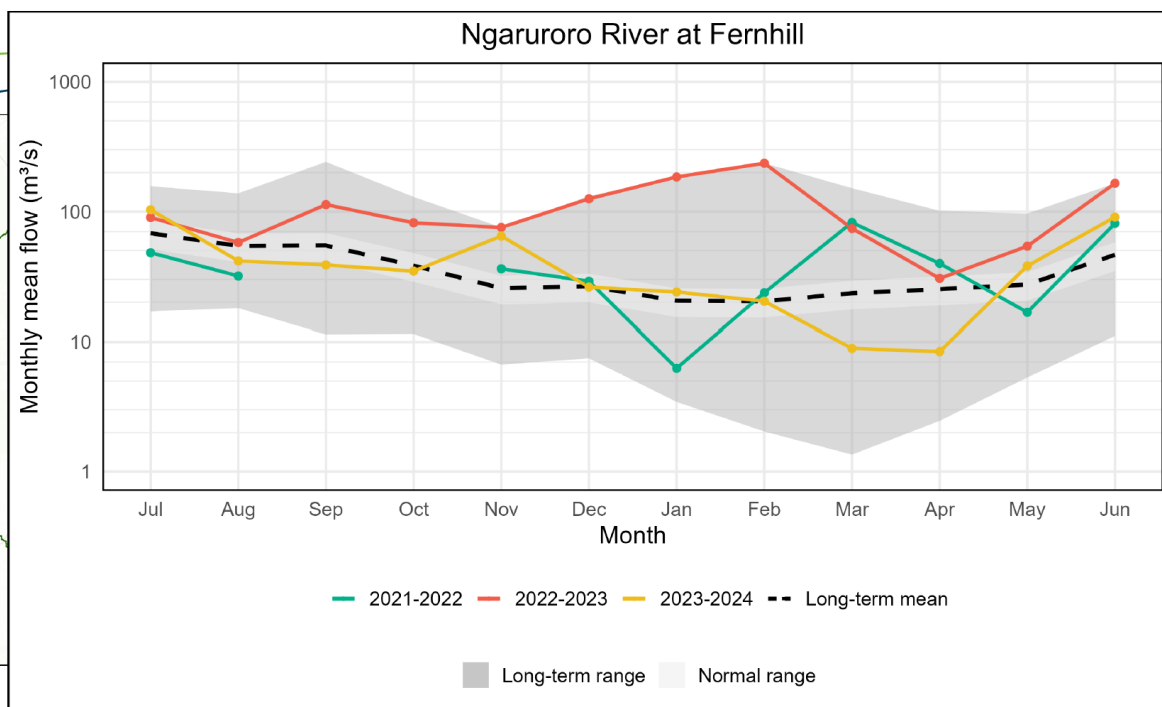 Ngaruroro River at Fernhill
Monthly mean flow (m³/s)
1000
100
10
1
Jul Aug Sep Oct Nov Dec Jan Feb Mar Apr May Jun
Month
2021-2022 2022-2023 2023-2024 Long-term mean
Long-term range Normal range